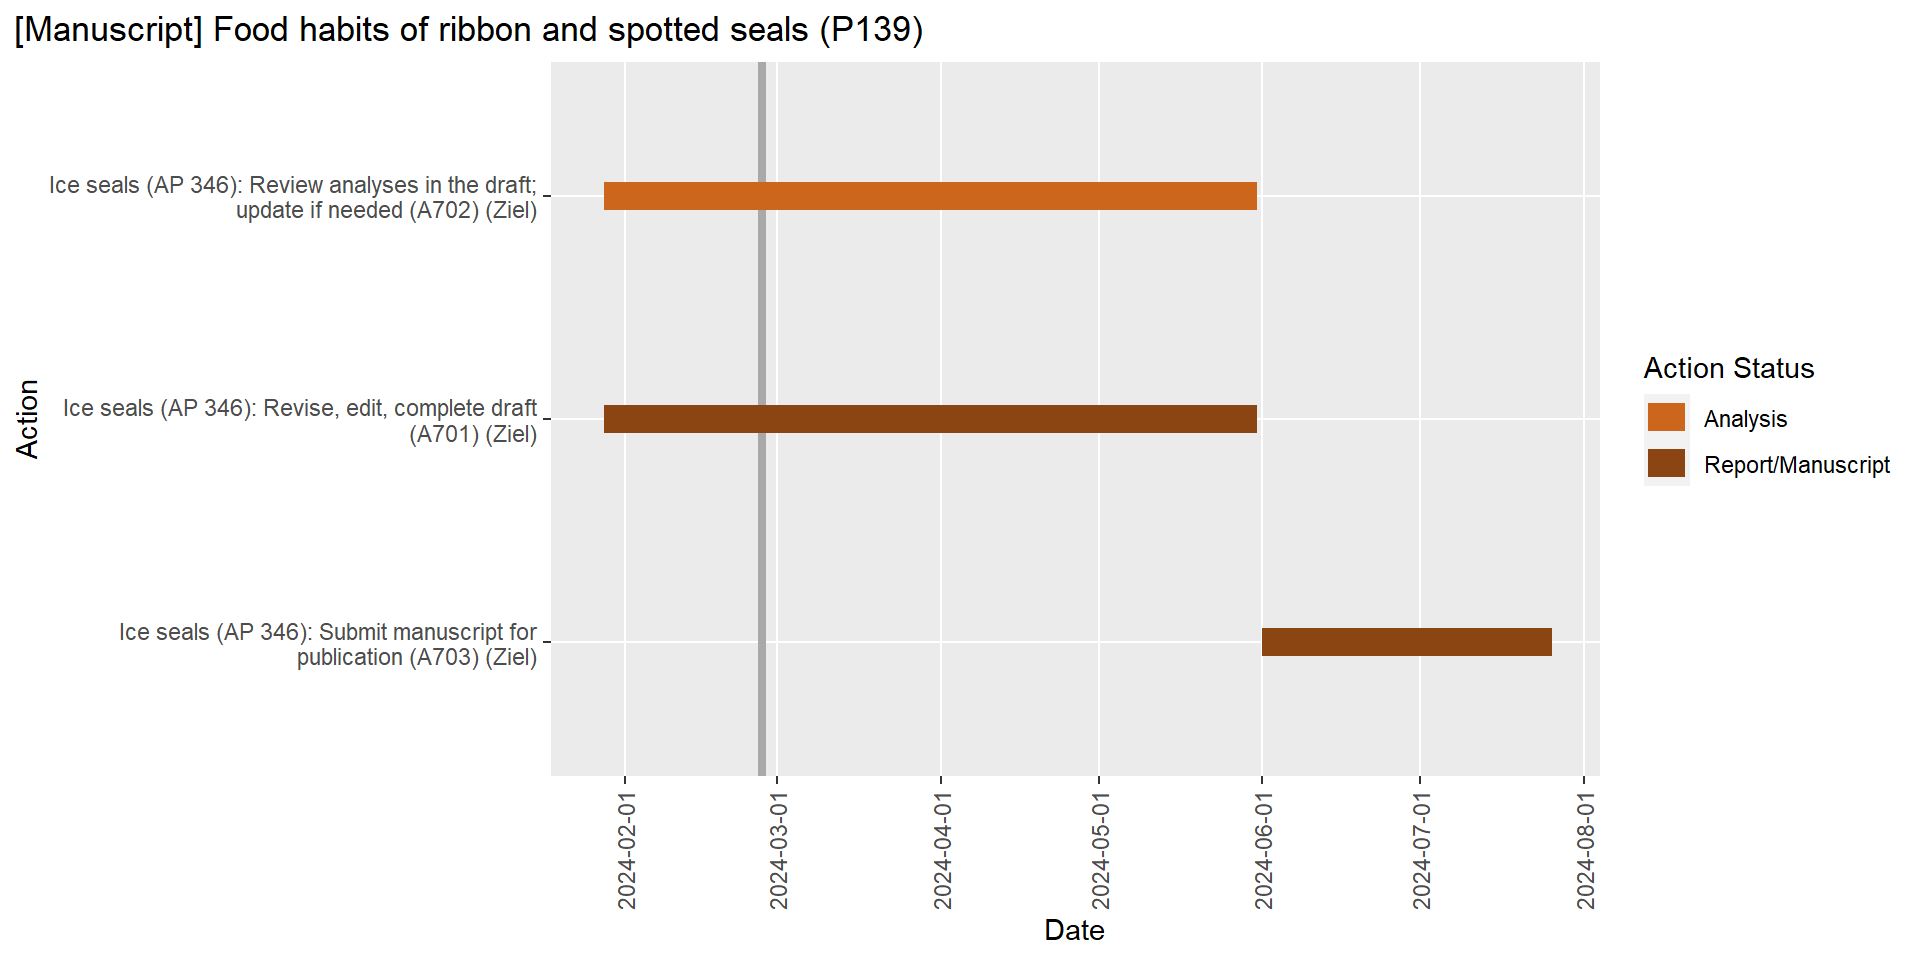 [Manuscript] Food habits of ribbon and spotted seals (P139)
Action
Ice seals (AP 346): Review analyses in the draft;
update if needed (A702) (Ziel)
Ice seals (AP 346): Revise, edit, complete draft
(A701) (Ziel)
Ice seals (AP 346): Submit manuscript for
publication (A703) (Ziel)
2024-02-01
2024-03-01
2024-04-01
2024-05-01
2024-06-01
2024-07-01
2024-08-01
Date
Action Status
Analysis
Report/Manuscript